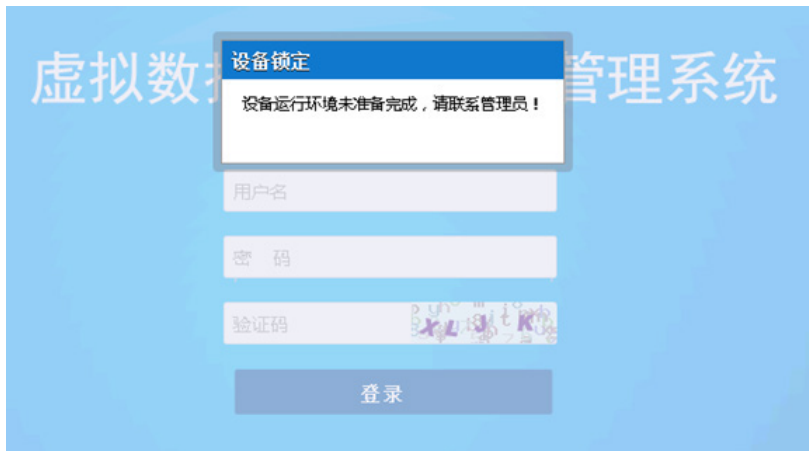 设备锁定
虚拟数
管理系统
设备运行环境未准备完成，请联系管理员！
用户名
密 码
验证码
XLJK
登录